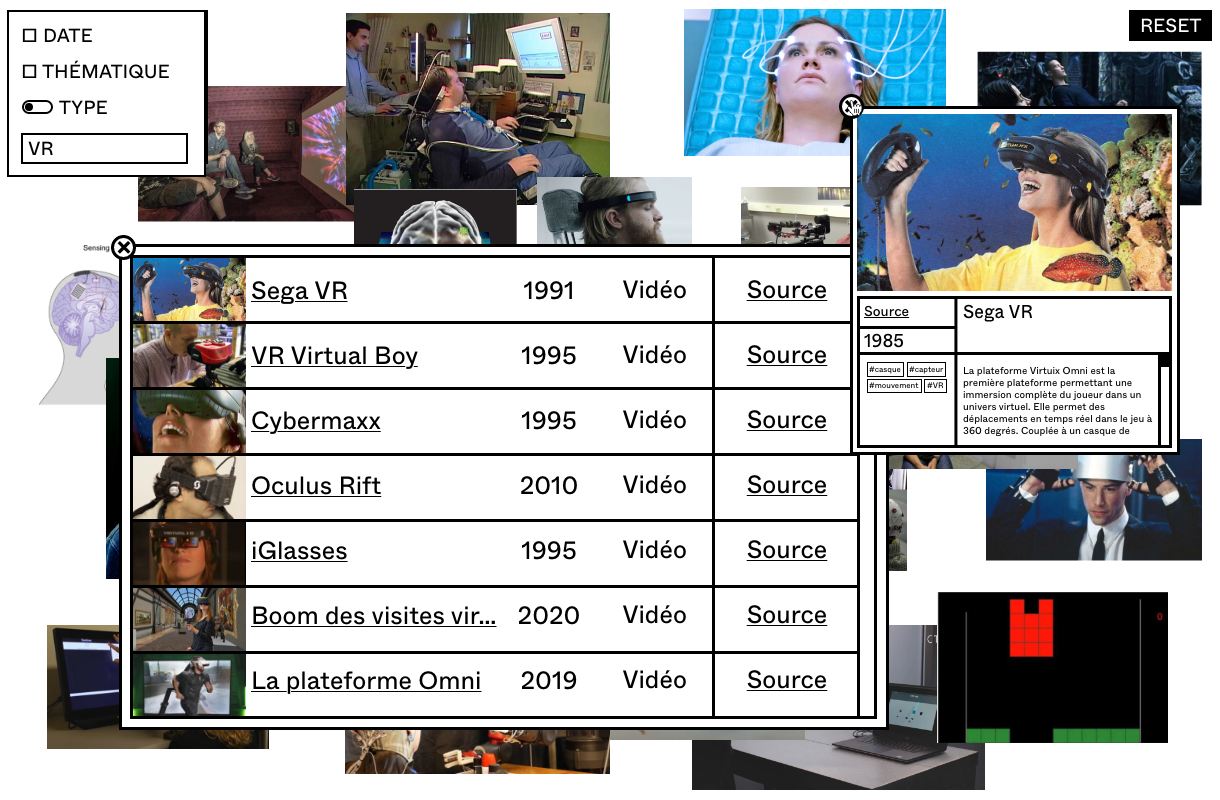 DATE
THÉMATIQUE
TYPE
VR
RESET
Sensing
Sega VR 1991 Vidéo Source
VR Virtual Boy 1995 Vidéo Source
Cybermaxx 1995 Vidéo Source
Oculus Rift 2010 Vidéo Source
iGlasses 1995 Vidéo Source
Boom des visites vir... 2020 Vidéo Source
La plateforme Omni 2019 Vidéo Source
Source
Sega VR
1985
#casque #capteur
#mouvement #VR
La plateforme Virtuix Omni est la
première plateforme permettant une
immersion complète du joueur dans un
univers virtuel. Elle permet des
déplacements en temps réel dans le jeu à
360 degrés. Couplée à un casque de
0